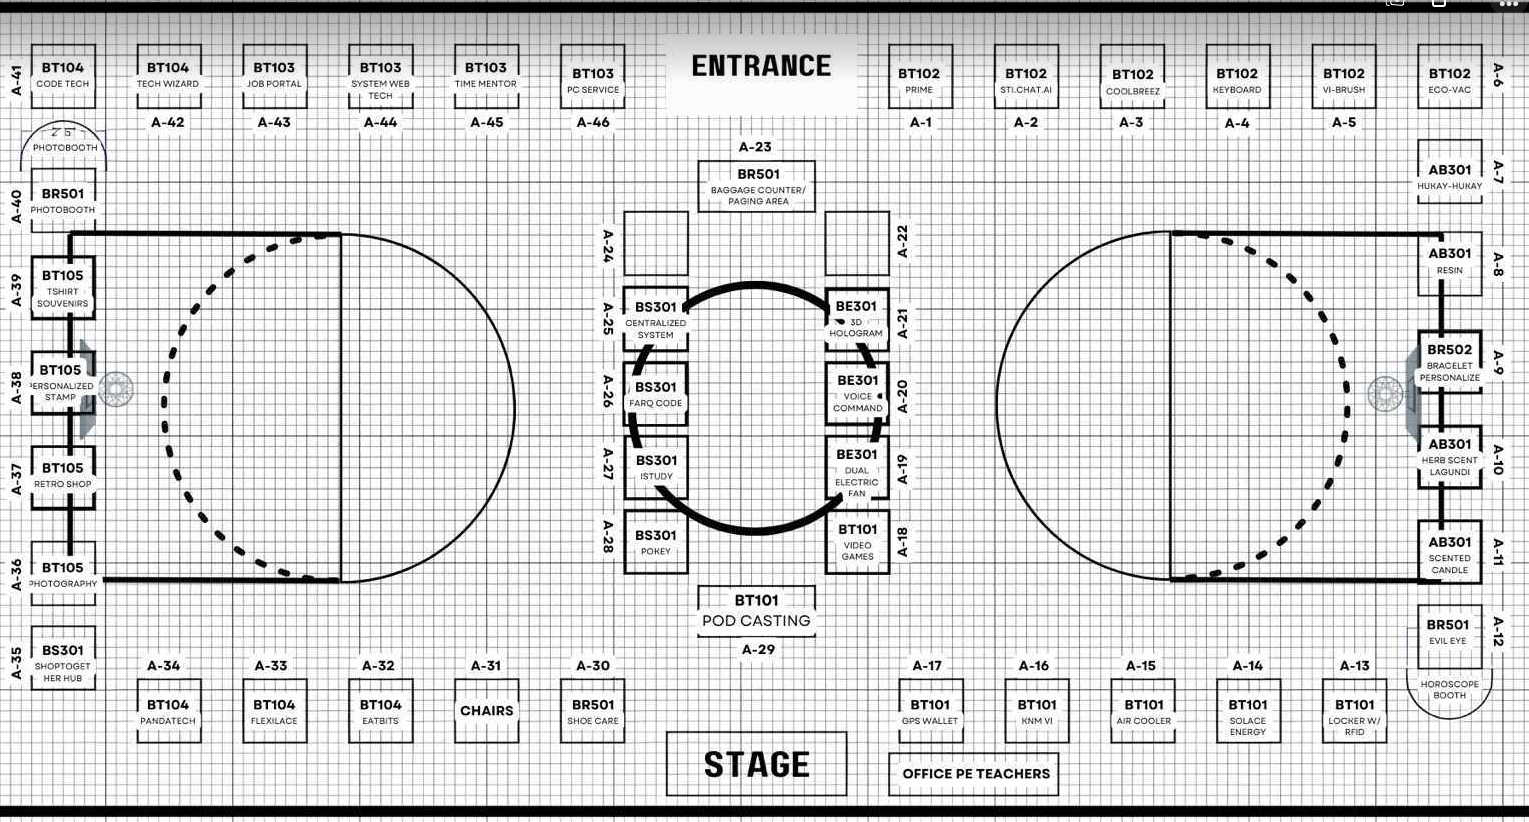 ENTRANCE
A-41
BT104
CODE TECH
BT104
TECH WIZARD
A-42
BT103
JOB PORTAL
A-43
BT103
SYSTEM WEB
TECH
A-44
BT103
TIME MENTOR
A-45
BT103
PC SERVICE
A-46
BT102
PRIME
A-1
BT102
STI.CHAT.AI
A-2
BT102
COOLBREEZ
A-3
BT102
KEYBOARD
A-4
BT102
VI-BRUSH
A-5
BT102
ECO-VAC
A-6
PHOTOBOOTH
A-40
BR501
PHOTOBOOTH
A-39
BT105
TSHIRT
SOUVENIRS
A-38
BT105
PERSONALIZED
STAMP
A-37
BT105
RETRO SHOP
A-36
BT105
PHOTOGRAPHY
A-35
BS301
SHOPTOGET
HER HUB
A-23
BR501
BAGGAGE COUNTER/
PAGING AREA
A-24
A-22
A-25
BS301
CENTRALIZED
SYSTEM
BE301
3D
HOLOGRAM
A-21
A-26
BS301
FARQ CODE
BE301
VOICE
COMMAND
A-20
A-27
BS301
ISTUDY
BE301
DUAL
ELECTRIC
FAN
A-19
A-28
BS301
POKEY
BT101
VIDEO
GAMES
A-18
BT101
POD CASTING
A-29
AB301
HUKAY-HUKAY
A-7
AB301
RESIN
A-8
BR502
BRACELET
PERSONALIZE
A-9
AB301
HERB SCENT
LAGUNDI
A-10
AB301
SCENTED
CANDLE
A-11
BR501
EVIL EYE
A-12
HOROSCOPE
BOOTH
A-34
BT104
PANDATECH
A-33
BT104
FLEXILACE
A-32
BT104
EATBITS
A-31
CHAIRS
A-30
BR501
SHOE CARE
A-17
BT101
GPS WALLET
A-16
BT101
KNM VI
A-15
BT101
AIR COOLER
A-14
BT101
SOLACE
ENERGY
A-13
BT101
LOCKER W/
RFID
STAGE
OFFICE PE TEACHERS